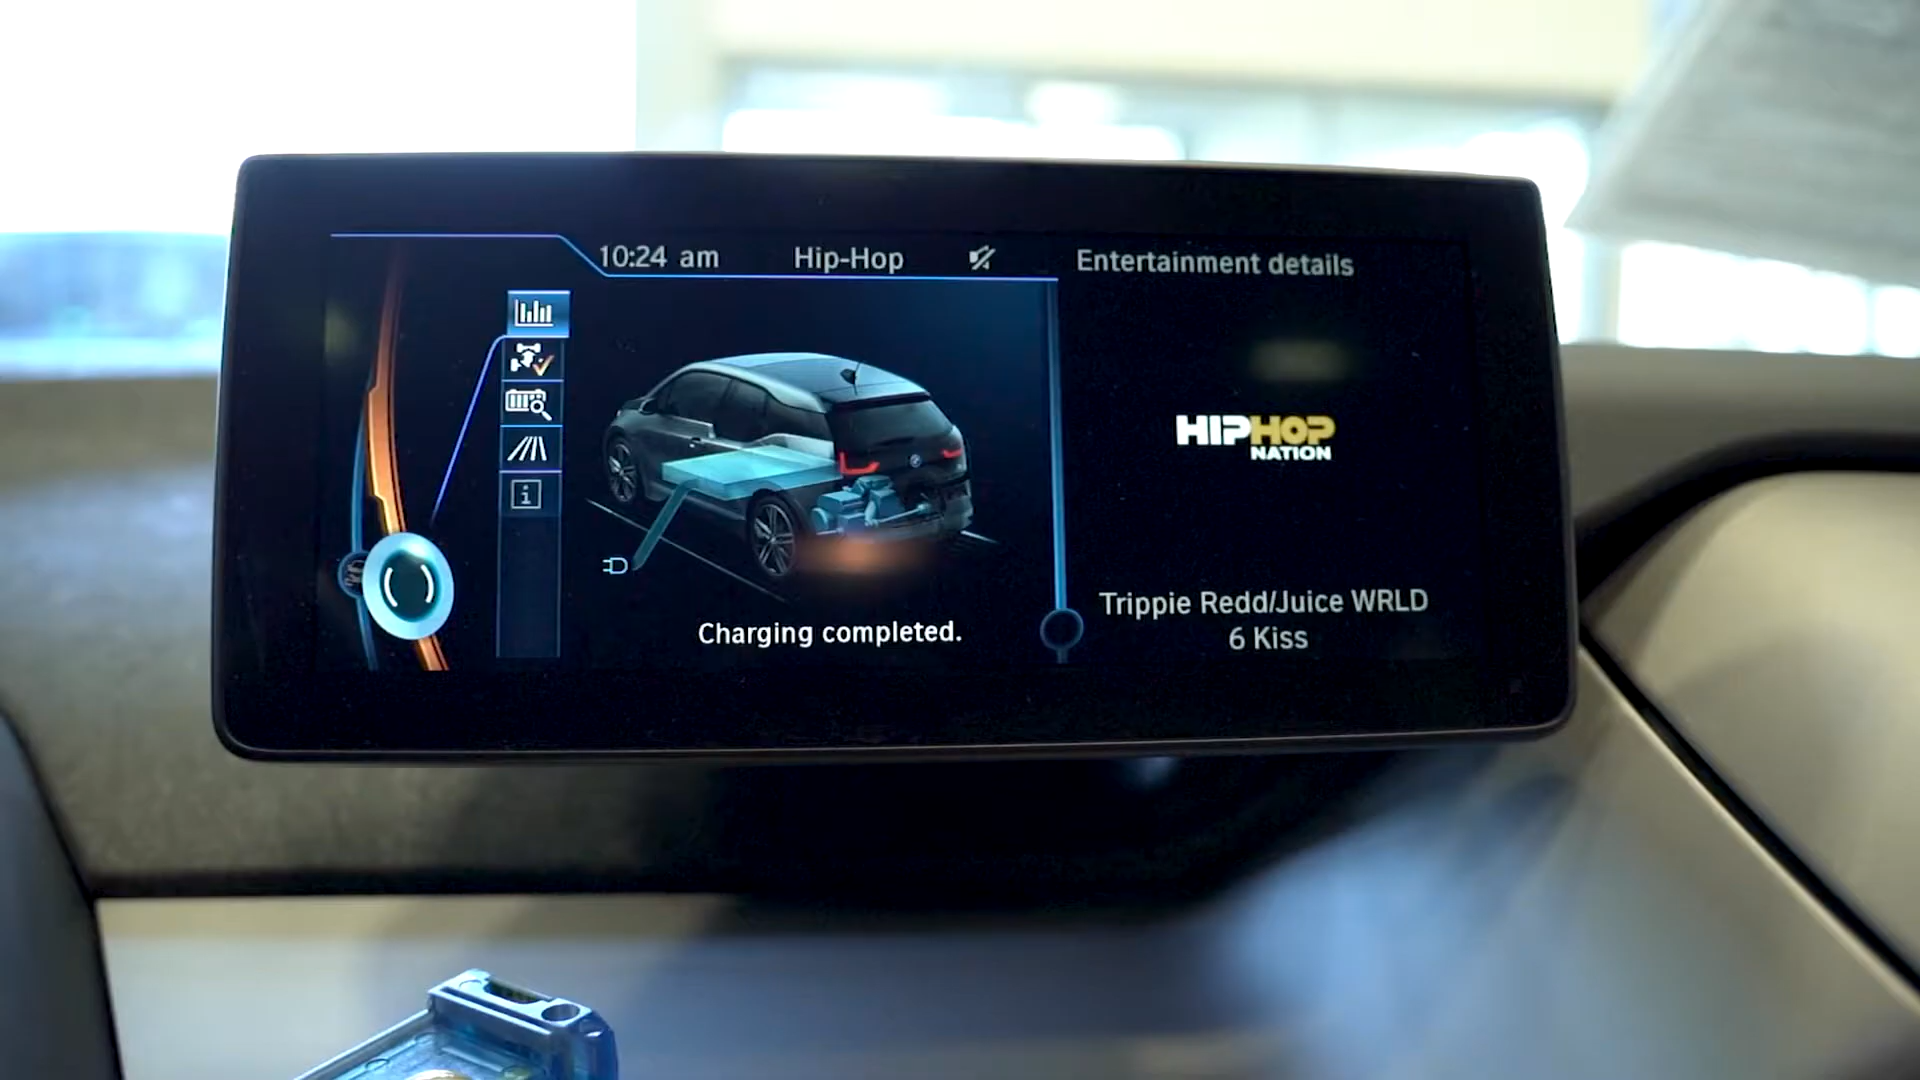 10:24 am
Hip-Hop
Entertainment details
HIPHOP
NATION
Charging completed.
Trippie Redd/Juice WRLD
6 Kiss